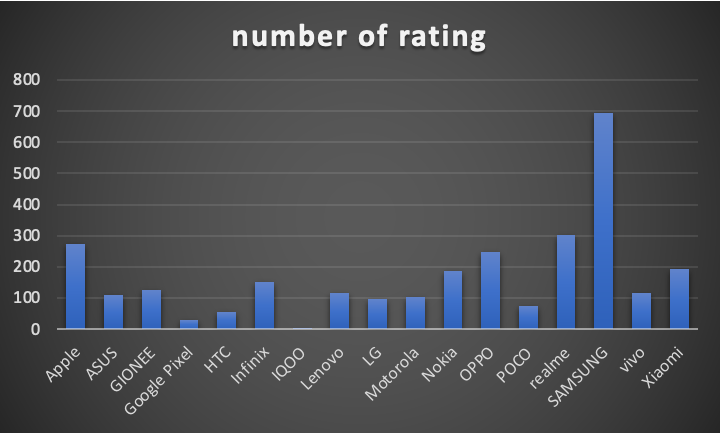 number of rating
800
700
600
500
400
300
200
100
0
Apple
ASUS
GIONEE
Google Pixel
HTC
Infinix
IQOO
Lenovo
LG
Motorola
Nokia
OPPO
POCO
realme
SAMSUNG
vivo
Xiaomi